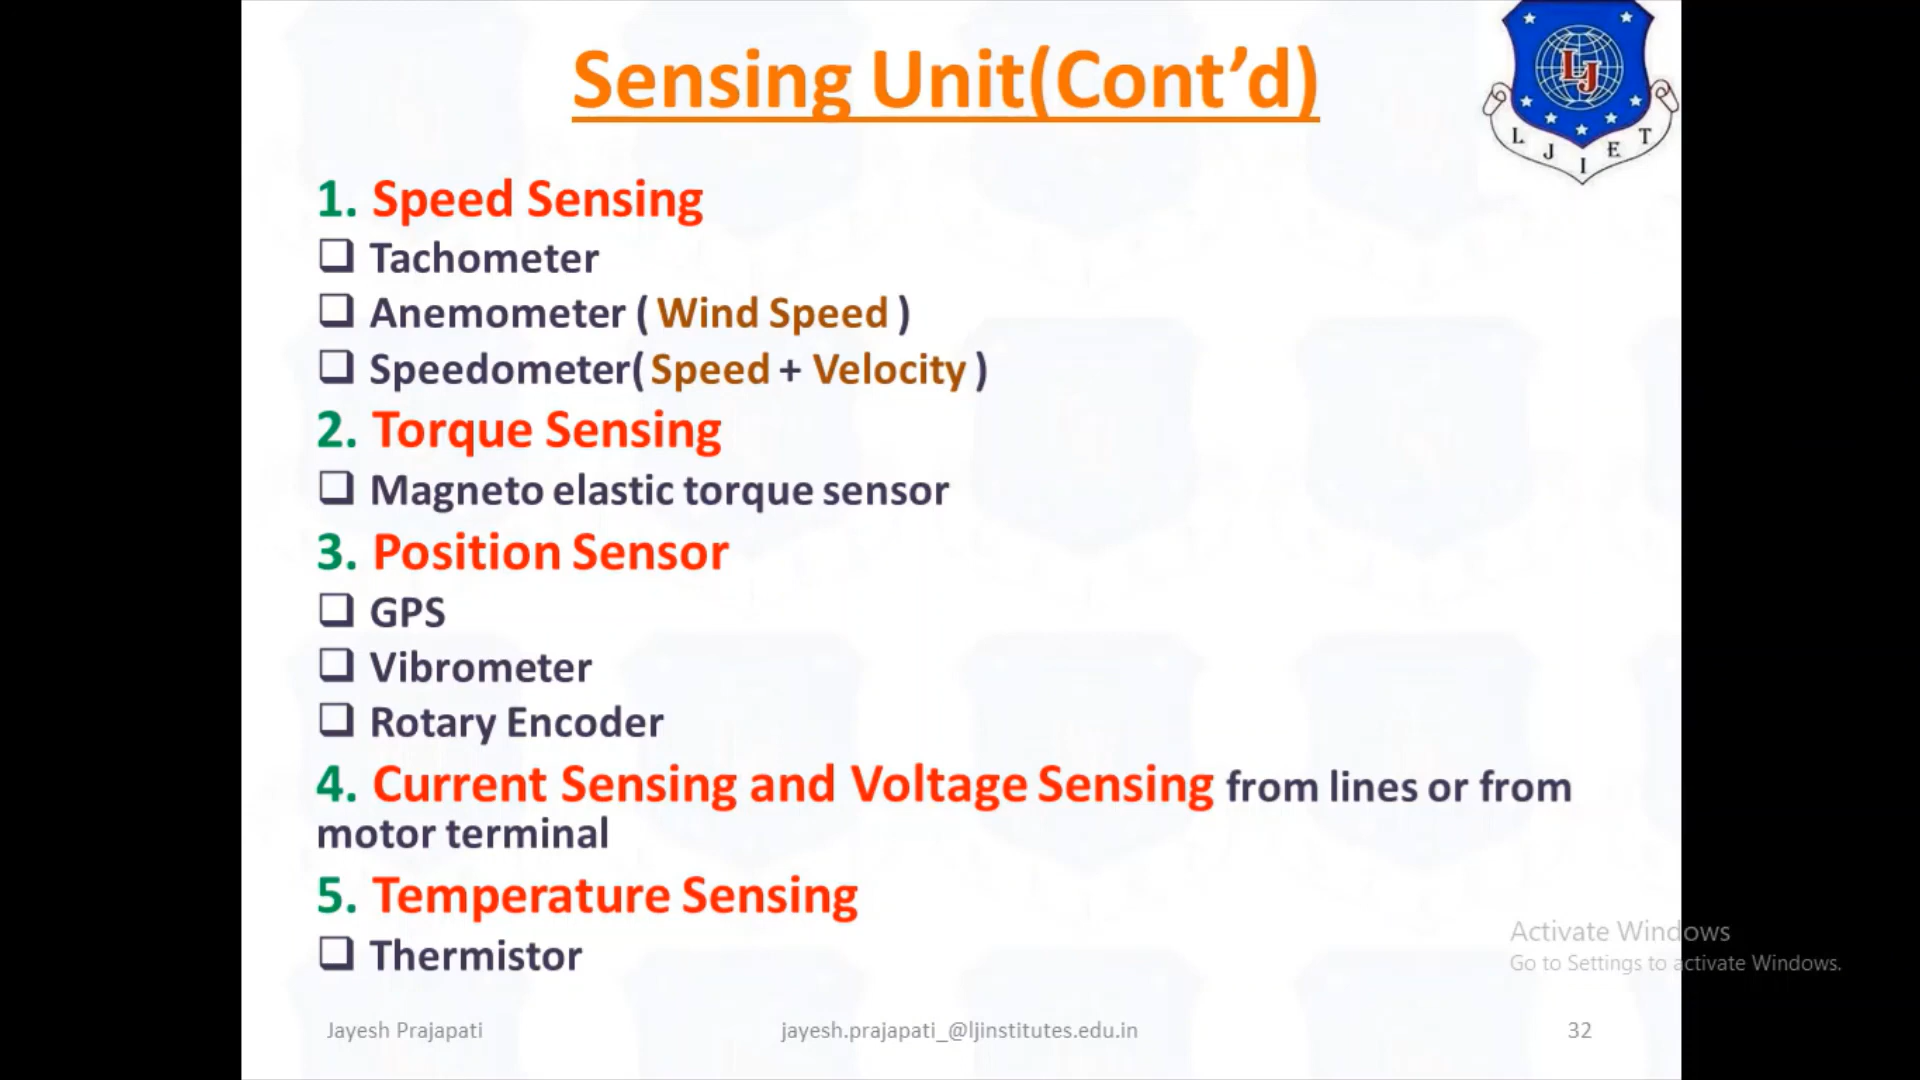 Sensing Unit(Cont’d)
LJ
L J I E T
1. Speed Sensing
❑ Tachometer
❑ Anemometer ( Wind Speed )
❑ Speedometer( Speed + Velocity )
2. Torque Sensing
❑ Magneto elastic torque sensor
3. Position Sensor
❑ GPS
❑ Vibrometer
❑ Rotary Encoder
4. Current Sensing and Voltage Sensing from lines or from
motor terminal
5. Temperature Sensing
❑ Thermistor
Activate Windows
Go to Settings to activate Windows.
Jayesh Prajapati
jayesh.prajapati_@ljinstitutes.edu.in
32